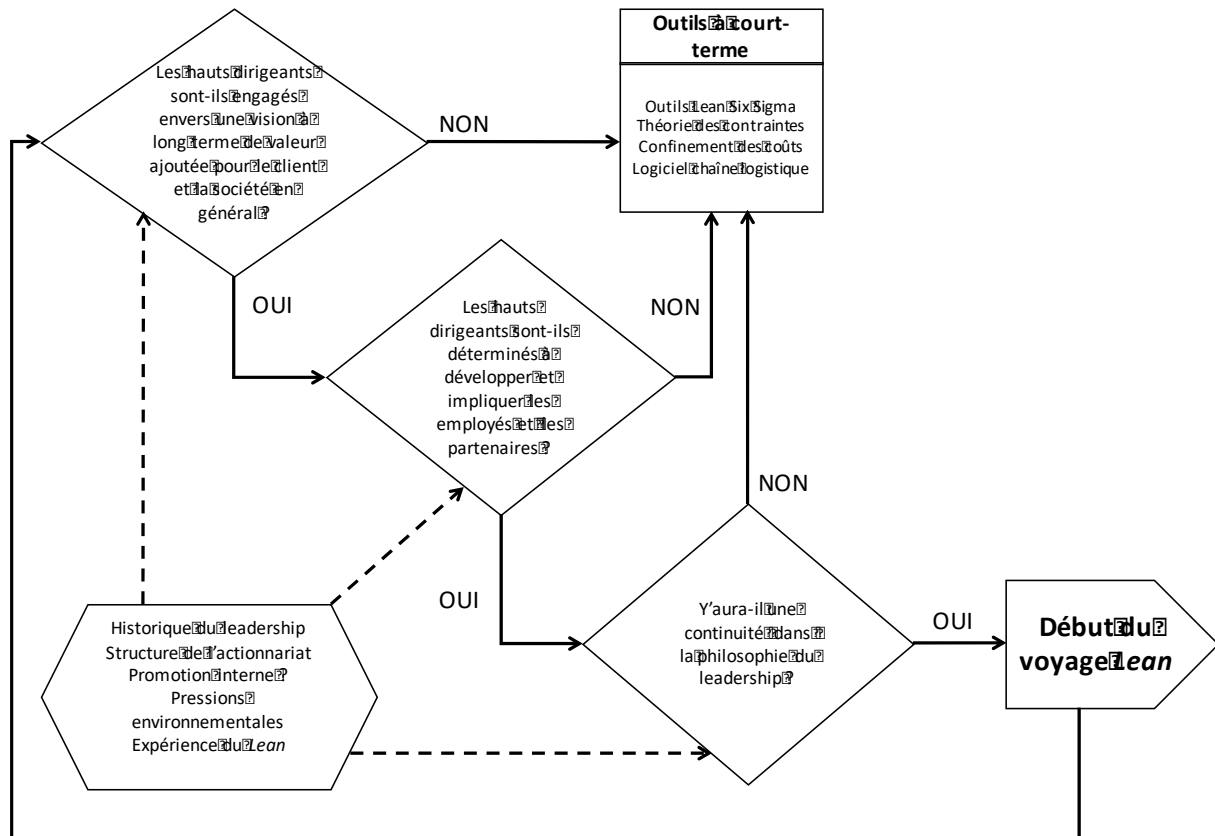 Les hauts dirigeants
sont-ils engagés
envers une vision à
long terme de valeur
ajoutée pour le client
et la société en
général ?
NON
Outils à court-
terme
Outils Lean Six Sigma
Théorie des contraintes
Confinement des coûts
Logiciel chaîne logistique
OUI
Les hauts
dirigeants sont-ils
déterminés à
développer et
impliquer les
employés et les
partenaires ?
NON
OUI
Y'aura-il une
continuité dans
la philosophie du
leadership ?
NON
OUI
Début du
voyage Lean
Historique du leadership
Structure de l'actionnariat
Promotion interne ?
Pressions
environnementales
Expérience du Lean